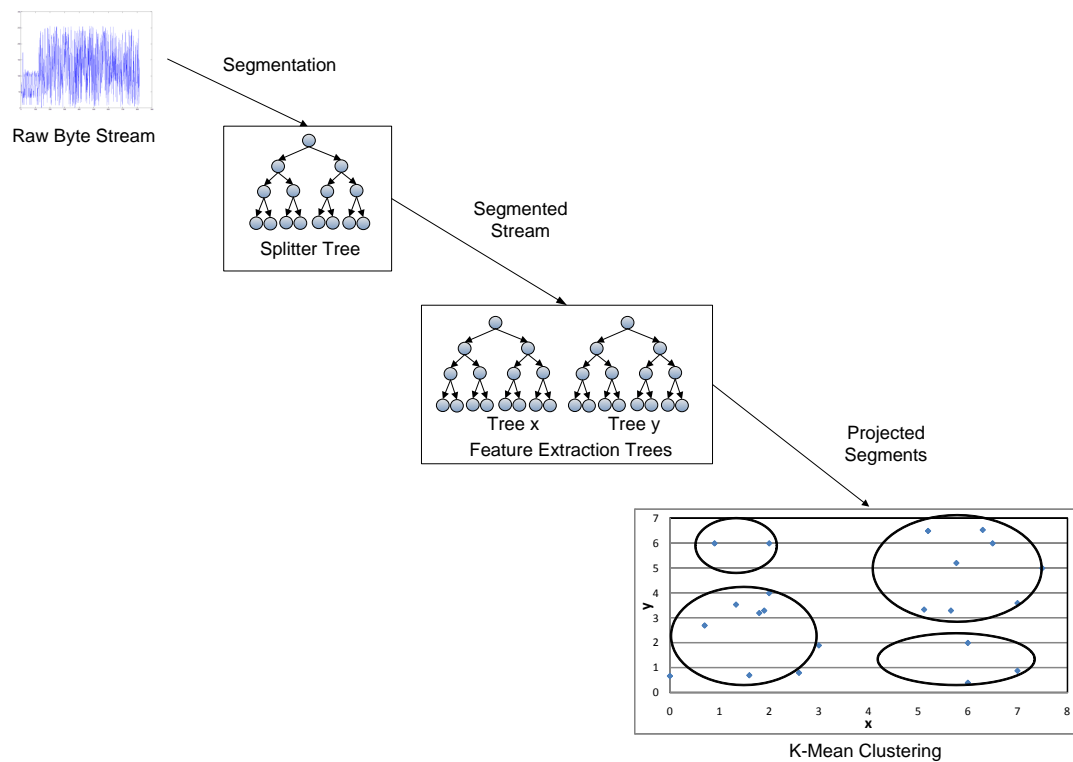 Raw Byte Stream
Segmentation
Splitter Tree
Segmented
Stream
Tree x
Tree y
Feature Extraction Trees
Projected
Segments
7
6
5
4
3
2
1
0
y
0 1 2 3 4 5 6 7 8
x
K-Mean Clustering